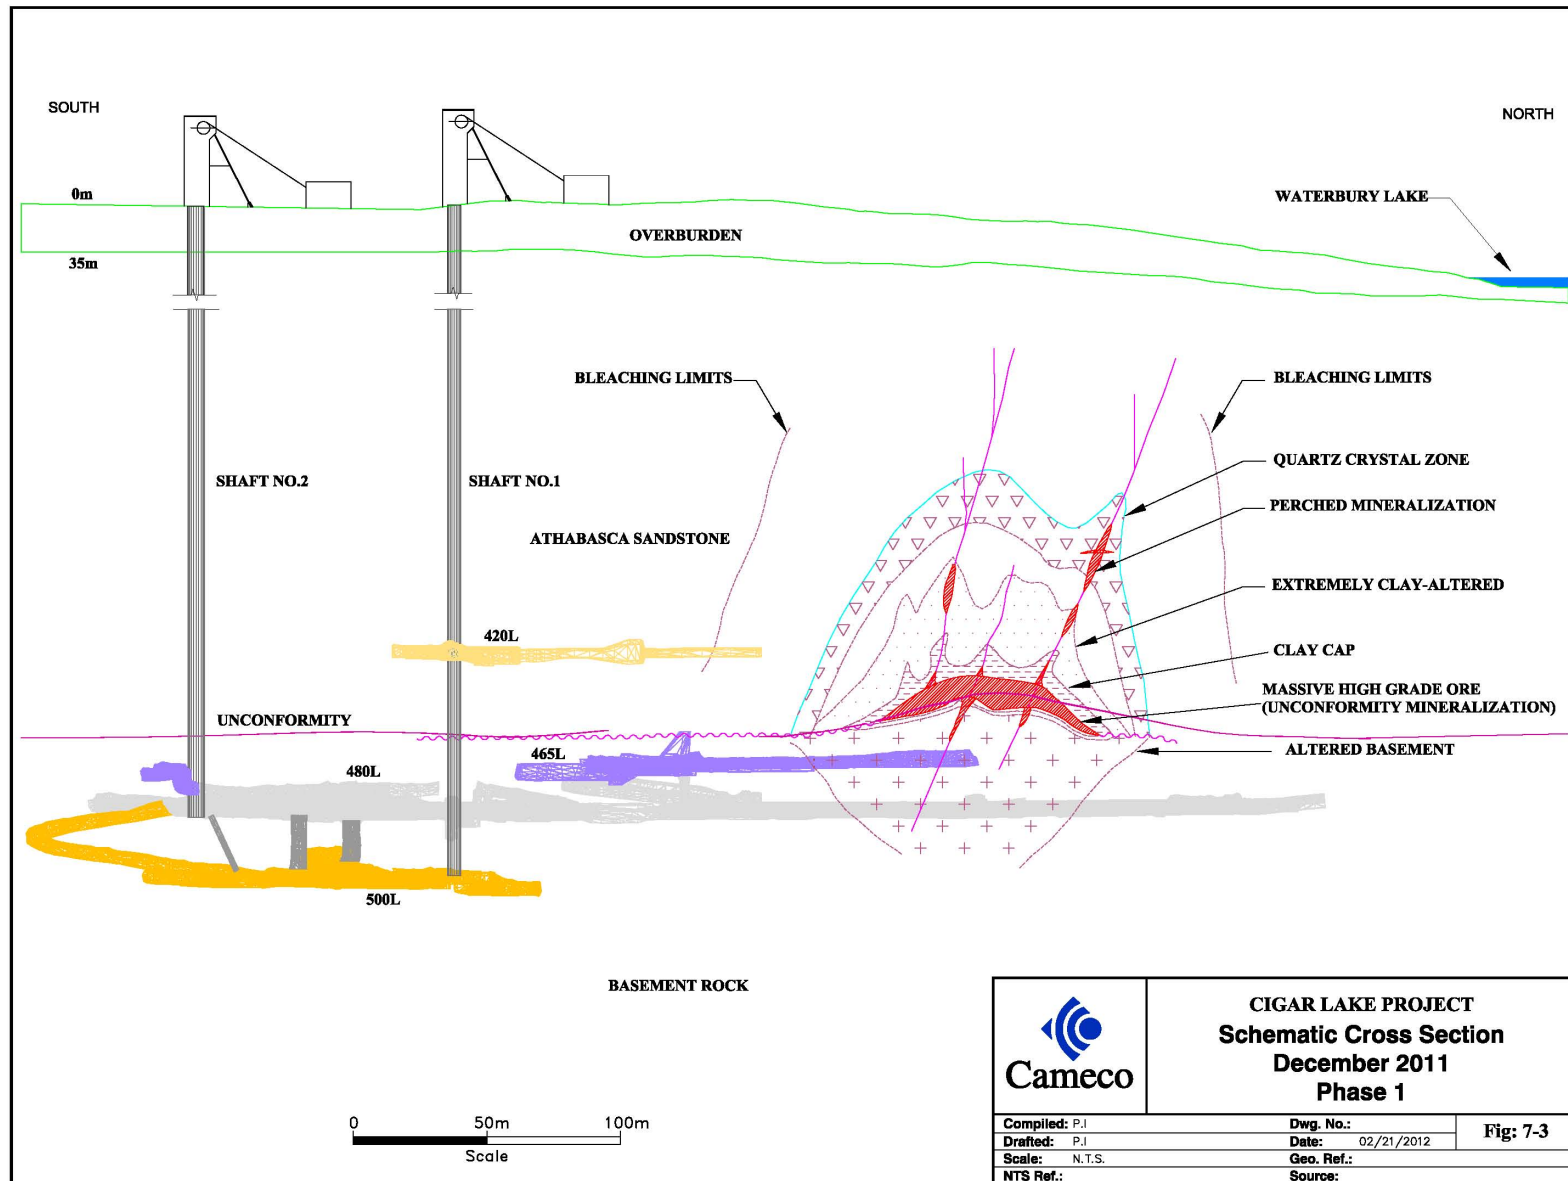 SOUTH
NORTH
0m
WATERBURY LAKE
OVERBURDEN
35m
BLEACHING LIMITS
BLEACHING LIMITS
QUARTZ CRYSTAL ZONE
SHAFT NO.2
SHAFT NO.1
PERCHED MINERALIZATION
ATHABASCA SANDSTONE
EXTREMELY CLAY-ALTERED
420L
CLAY CAP
MASSIVE HIGH GRADE ORE
(UNCONFORMITY MINERALIZATION)
UNCONFORMITY
ALTERED BASEMENT
465L
480L
500L
BASEMENT ROCK
0 50m 100m
Scale
Cameco
CIGAR LAKE PROJECT
Schematic Cross Section
December 2011
Phase 1
Compiled: P.I Dwg. No.:
Drafted: P.I Date: 02/21/2012
Fig: 7-3
Scale: N.T.S. Geo. Ref.:
NTS Ref.: Source: